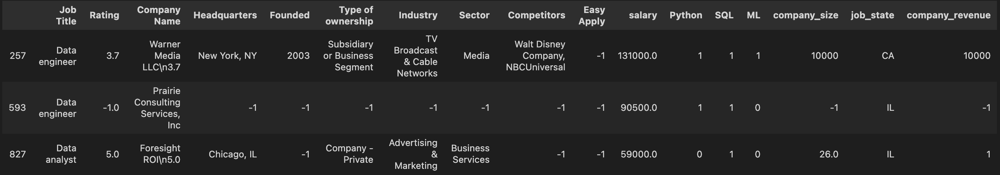 Job Title Rating Company Name Headquarters Founded Type of ownership Industry Sector Competitors Easy Apply salary Python SQL ML company_size job_state company_revenue
257 Data engineer 3.7 Warner Media LLC\n3.7 New York, NY 2003 Subsidiary or Business Segment TV Broadcast & Cable Networks Media Walt Disney Company, NBCUniversal -1 131000.0 1 1 1 10000 CA 10000
593 Data engineer -1.0 Prairie Consulting Services, Inc -1 -1 -1 -1 -1 -1 -1 90500.0 1 1 0 -1 IL -1
827 Data analyst 5.0 Foresight ROI\n5.0 Chicago, IL -1 Company - Private Advertising & Marketing Business Services -1 -1 59000.0 0 1 0 26.0 IL 1